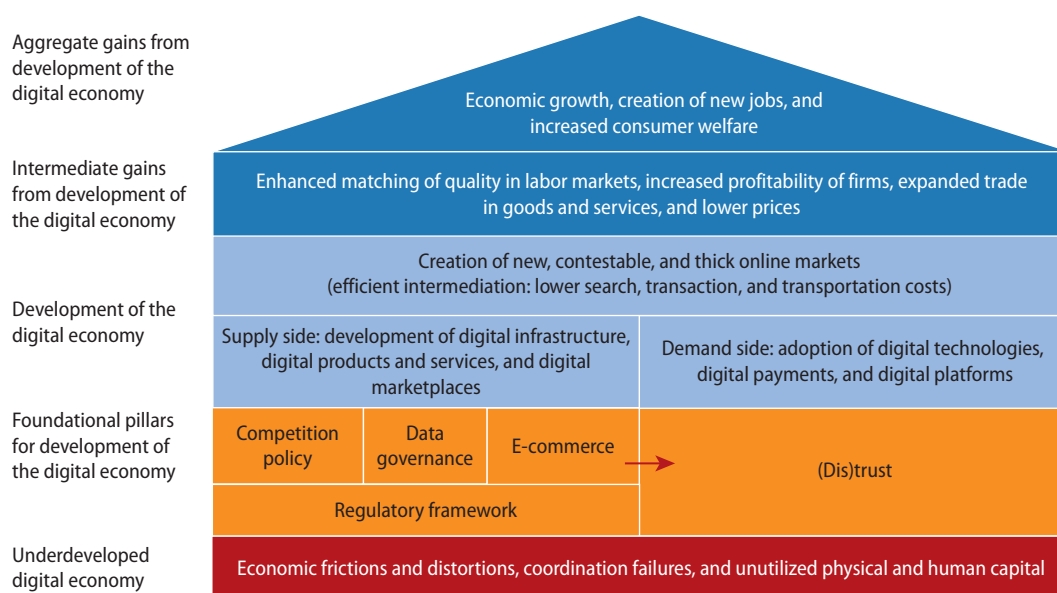 Aggregate gains from
development of the
digital economy
Economic growth, creation of new jobs, and
increased consumer welfare
Intermediate gains
from development of
the digital economy
Enhanced matching of quality in labor markets, increased profitability of firms, expanded trade
in goods and services, and lower prices
Development of the
digital economy
Creation of new, contestable, and thick online markets
(efficient intermediation: lower search, transaction, and transportation costs)
Supply side: development of digital infrastructure,
digital products and services, and digital
marketplaces
Demand side: adoption of digital technologies,
digital payments, and digital platforms
Foundational pillars
for development of
the digital economy
Competition
policy
Data
governance
E-commerce
Regulatory framework
(Dis)trust
Underdeveloped
digital economy
Economic frictions and distortions, coordination failures, and unutilized physical and human capital